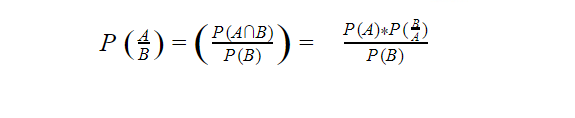 P (A/B) = (P(A∩B)/P(B)) = P(A)*P(B/A)/P(B)